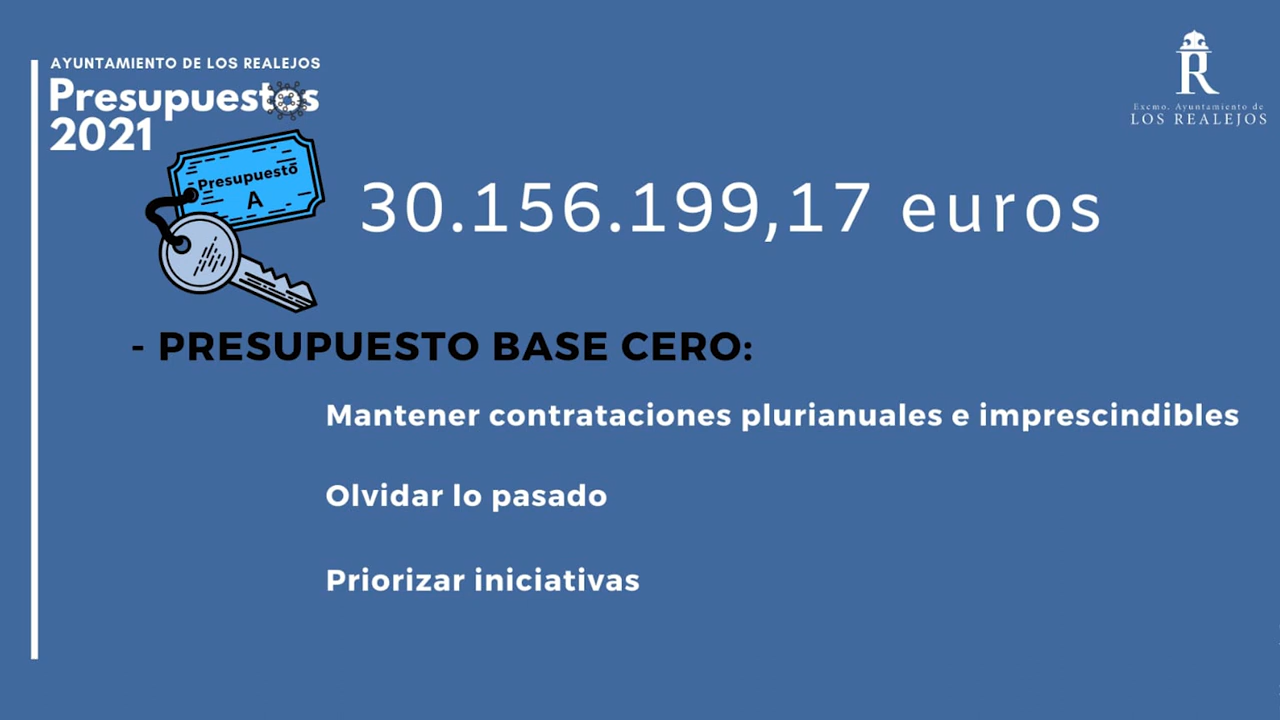 AYUNTAMIENTO DE LOS REALEJOS
Presupuestos
2021
Excmo. Ayuntamiento de
LOS REALEJOS
Presupuesto
A
30.156.199,17 euros
- PRESUPUESTO BASE CERO:
Mantener contrataciones plurianuales e imprescindibles
Olvidar lo pasado
Priorizar iniciativas